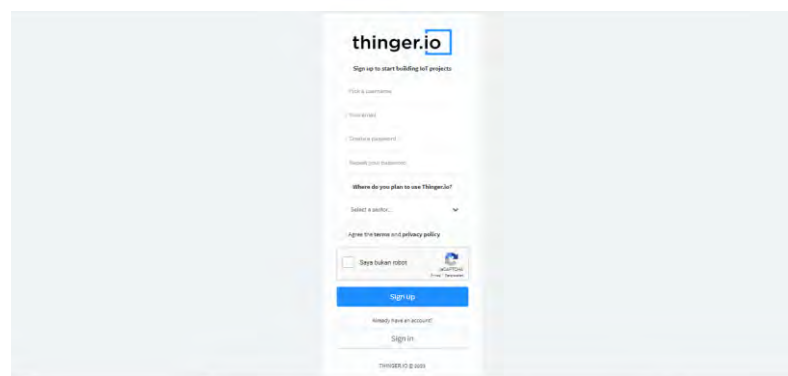 thinger.io
Sign up to start building IoT projects
Pick a username
Your email
Create a password
Repeat your password
Where do you plan to use Thinger.io?
Select a sector...
Agree the terms and privacy policy
Saya bukan robot
reCAPTCHA
Sign up
Already have an account?
Sign in
THINGER.IO ©